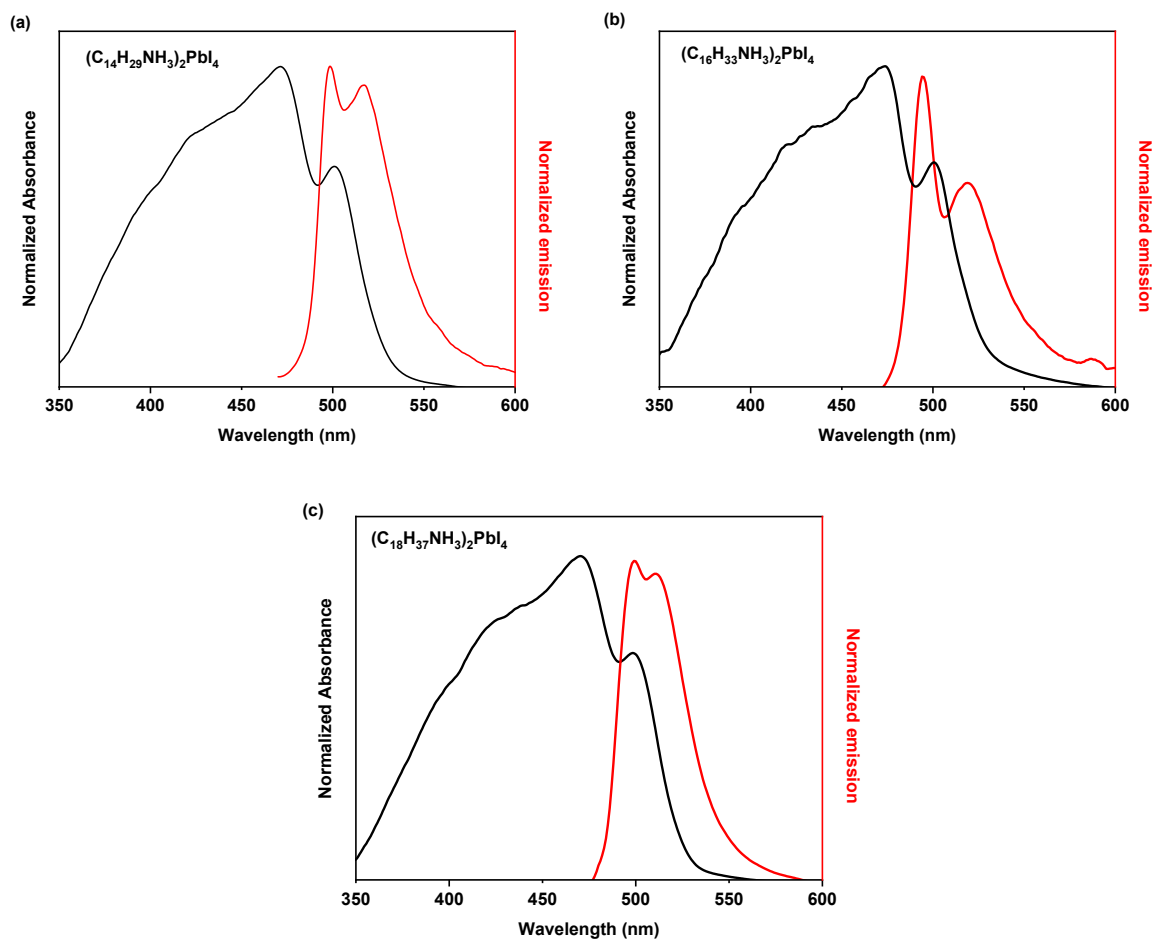 (a)
(C₁₄H₂₉NH₃)₂PbI₄
Normalized Absorbance
Normalized emission
350 400 450 500 550 600
Wavelength (nm)
(b)
(C₁₆H₃₃NH₃)₂PbI₄
Normalized Absorbance
Normalized emission
350 400 450 500 550 600
Wavelength (nm)
(c)
(C₁₈H₃₇NH₃)₂PbI₄
Normalized Absorbance
Normalized emission
350 400 450 500 550 600
Wavelength (nm)